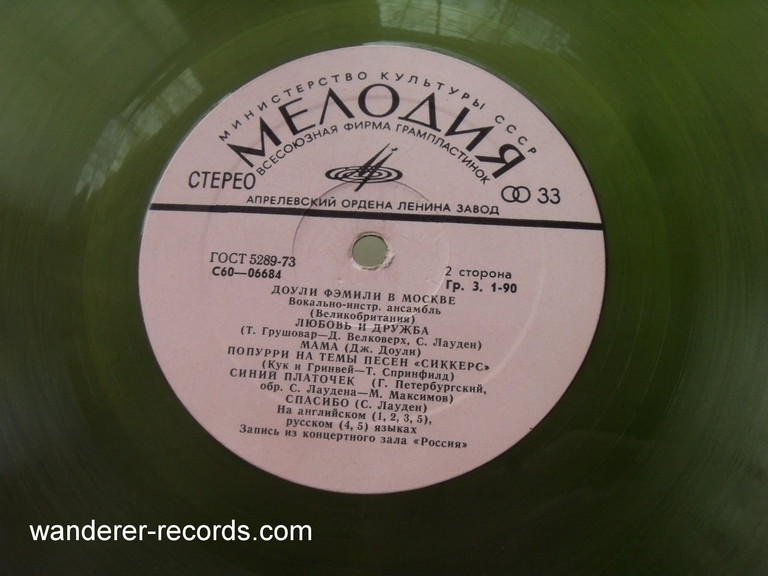 МИНИСТЕРСТВО КУЛЬТУРЫ СССР
МЕЛОДИЯ
ВСЕСОЮЗНАЯ ФИРМА ГРАМПЛАСТИНОК
СТЕРЕО
33
АПРЕЛЕВСКИЙ ОРДЕНА ЛЕНИНА ЗАВОД
ГОСТ 5289-73
С60—06684
2 сторона
Гр. 3. 1-90
ДОУЛИ ФЭМИЛИ В МОСКВЕ
Вокально-инстр. ансамбль
(Великобритания)
ЛЮБОВЬ И ДРУЖБА
(Т. Грушовар—Д. Велковерх, С. Лауден)
МАМА (Дж. Доули)
ПОПУРРИ НА ТЕМЫ ПЕСЕН «СИККЕРС»
(Кук и Гринвей—Т. Спринфилд)
СИНИЙ ПЛАТОЧЕК (Г. Петербургский,
обр. С. Лаудена—М. Максимов)
СПАСИБО (С. Лауден)
На английском (1, 2, 3, 5),
русском (4, 5) языках
Запись из концертного зала «Россия»
wanderer-records.com